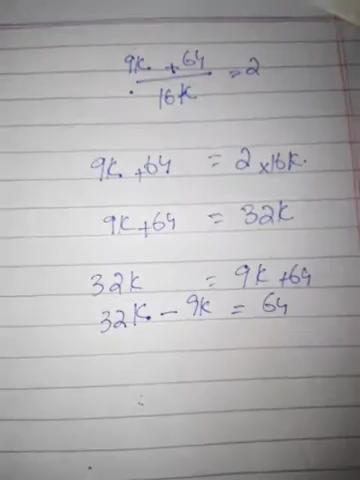 9k + 64
16k
= 2
9k + 64 = 2 x 16k.
9k + 64 = 32k
32k = 9k + 64
32k - 9k = 64